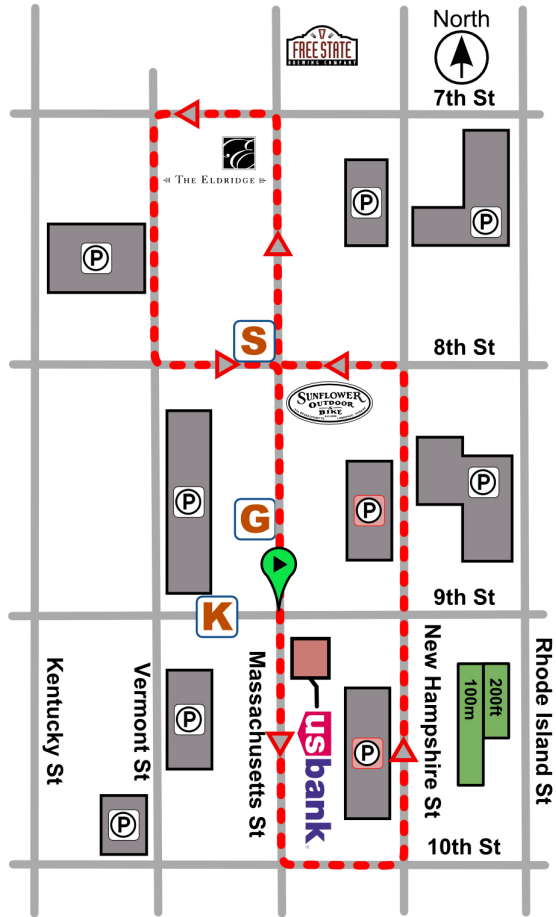 North
FREE STATE
BREWING COMPANY
7th St
THE ELDRIDGE
P
P
P
S
8th St
SUNFLOWER
OUTDOOR
&
BIKE
P
P
P
G
K
9th St
Kentucky St
Vermont St
Massachusetts St
New Hampshire St
Rhode Island St
200ft
100m
usbank
P
P
P
10th St